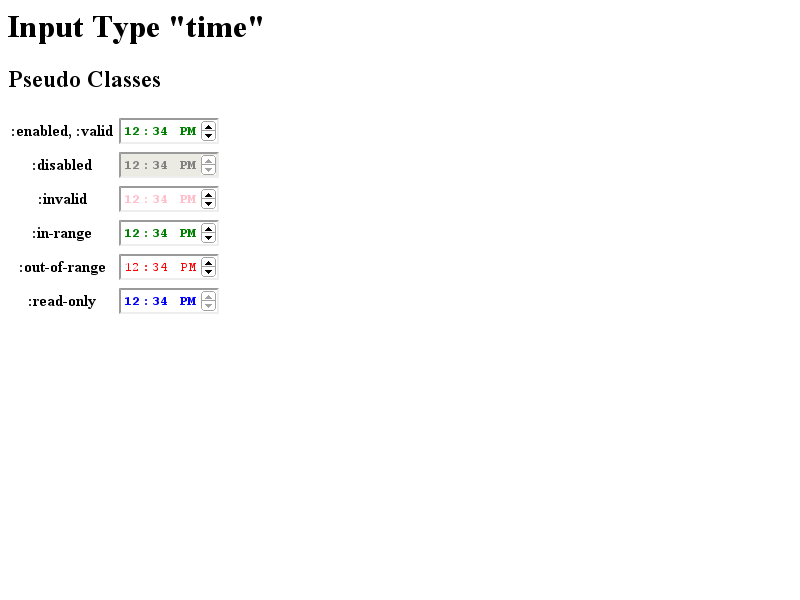 Input Type "time"
Pseudo Classes
:enabled, :valid 12:34 PM
:disabled 12:34 PM
:invalid 12:34 PM
:in-range 12:34 PM
:out-of-range 12:34 PM
:read-only 12:34 PM